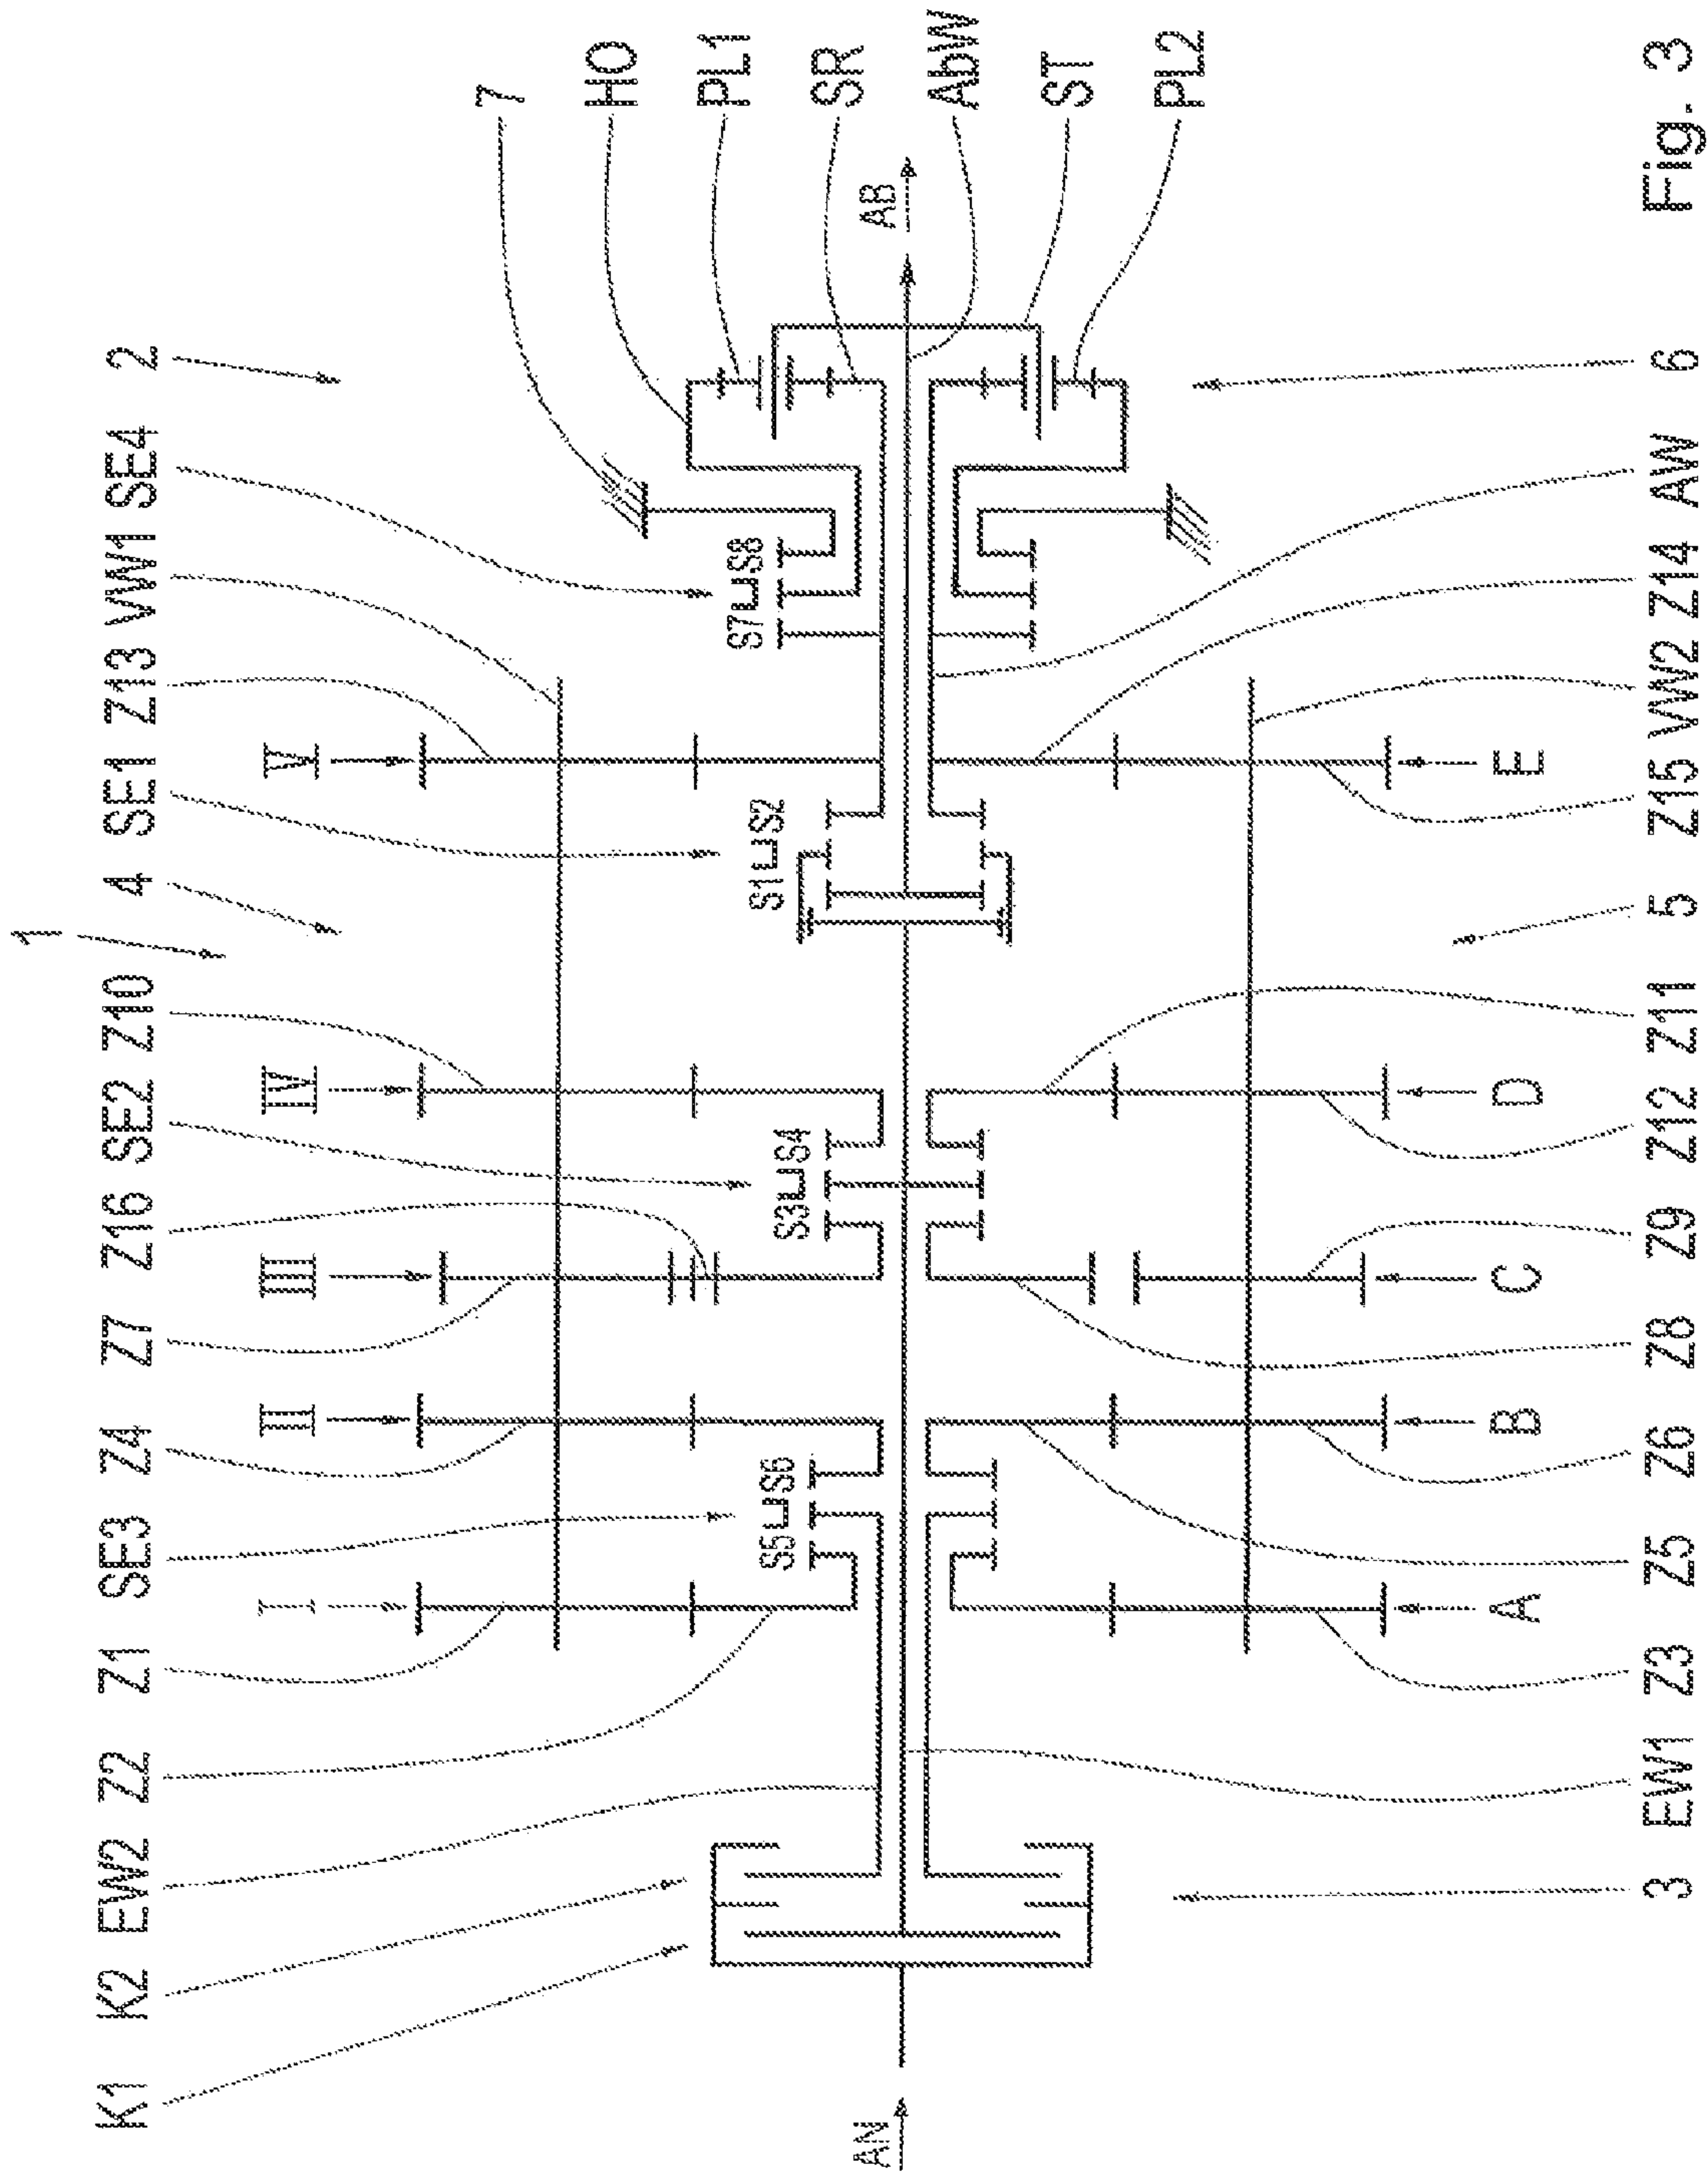 1
K1 K2 EW2 Z2 Z1 SE3 Z4 Z7 Z16 SE2 Z10 4 SE1 Z13 VW1 SE4 2
I II III IV V
7
HO
PL1
SR
AbW
ST
PL2
S5 S6
S3 S4
S1 S2
S7 S8
AN
AB
A B C D E
3 EW1 Z3 Z5 Z6 Z8 Z9 Z12 Z11 5 Z15 VW2 Z14 AW 6
Fig. 3